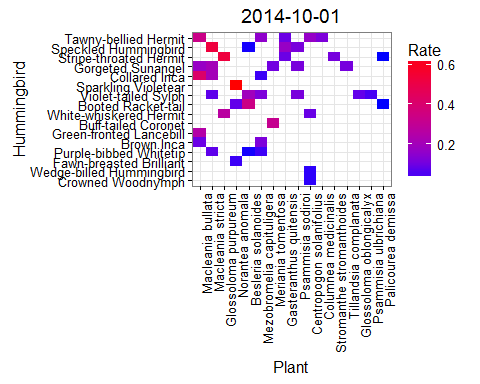 2014-10-01
Hummingbird
Tawny-bellied Hermit
Speckled Hummingbird
Stripe-throated Hermit
Gorgeted Sunangel
Collared Inca
Sparkling Violetear
Violet-tailed Sylph
Booted Racket-tail
White-whiskered Hermit
Buff-tailed Coronet
Green-fronted Lancebill
Brown Inca
Purple-bibbed Whitetip
Fawn-breasted Brilliant
Wedge-billed Hummingbird
Crowned Woodnymph
Rate
0.6
0.4
0.2
Macleania bullata
Macleania stricta
Glossoloma purpureum
Norantea anomala
Besleria solanoides
Mezobromelia capituligera
Meriania tomentosa
Gasteranthus quitensis
Psammisia sodiroi
Centropogon solanifolius
Columnea medicinalis
Stromanthe stromanthoides
Tillandsia complanata
Glossoloma oblongicalyx
Psammisia ulbrichiana
Palicourea demissa
Plant